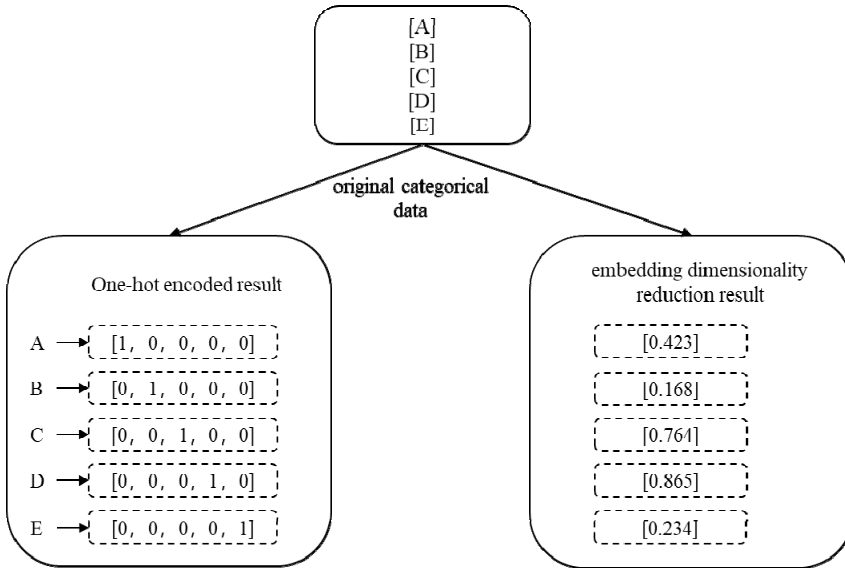 [A]
[B]
[C]
[D]
[E]
original categorical
data
One-hot encoded result
A [1, 0, 0, 0, 0]
B [0, 1, 0, 0, 0]
C [0, 0, 1, 0, 0]
D [0, 0, 0, 1, 0]
E [0, 0, 0, 0, 1]
embedding dimensionality
reduction result
[0.423]
[0.168]
[0.764]
[0.865]
[0.234]